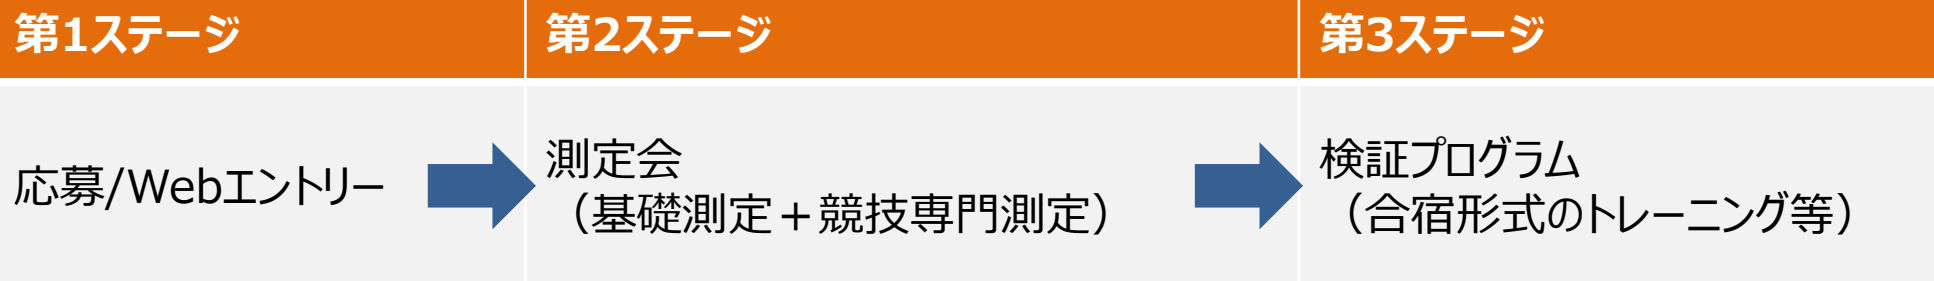 第1ステージ
第2ステージ
第3ステージ
応募/Webエントリー
測定会
（基礎測定＋競技専門測定）
検証プログラム
（合宿形式のトレーニング等）